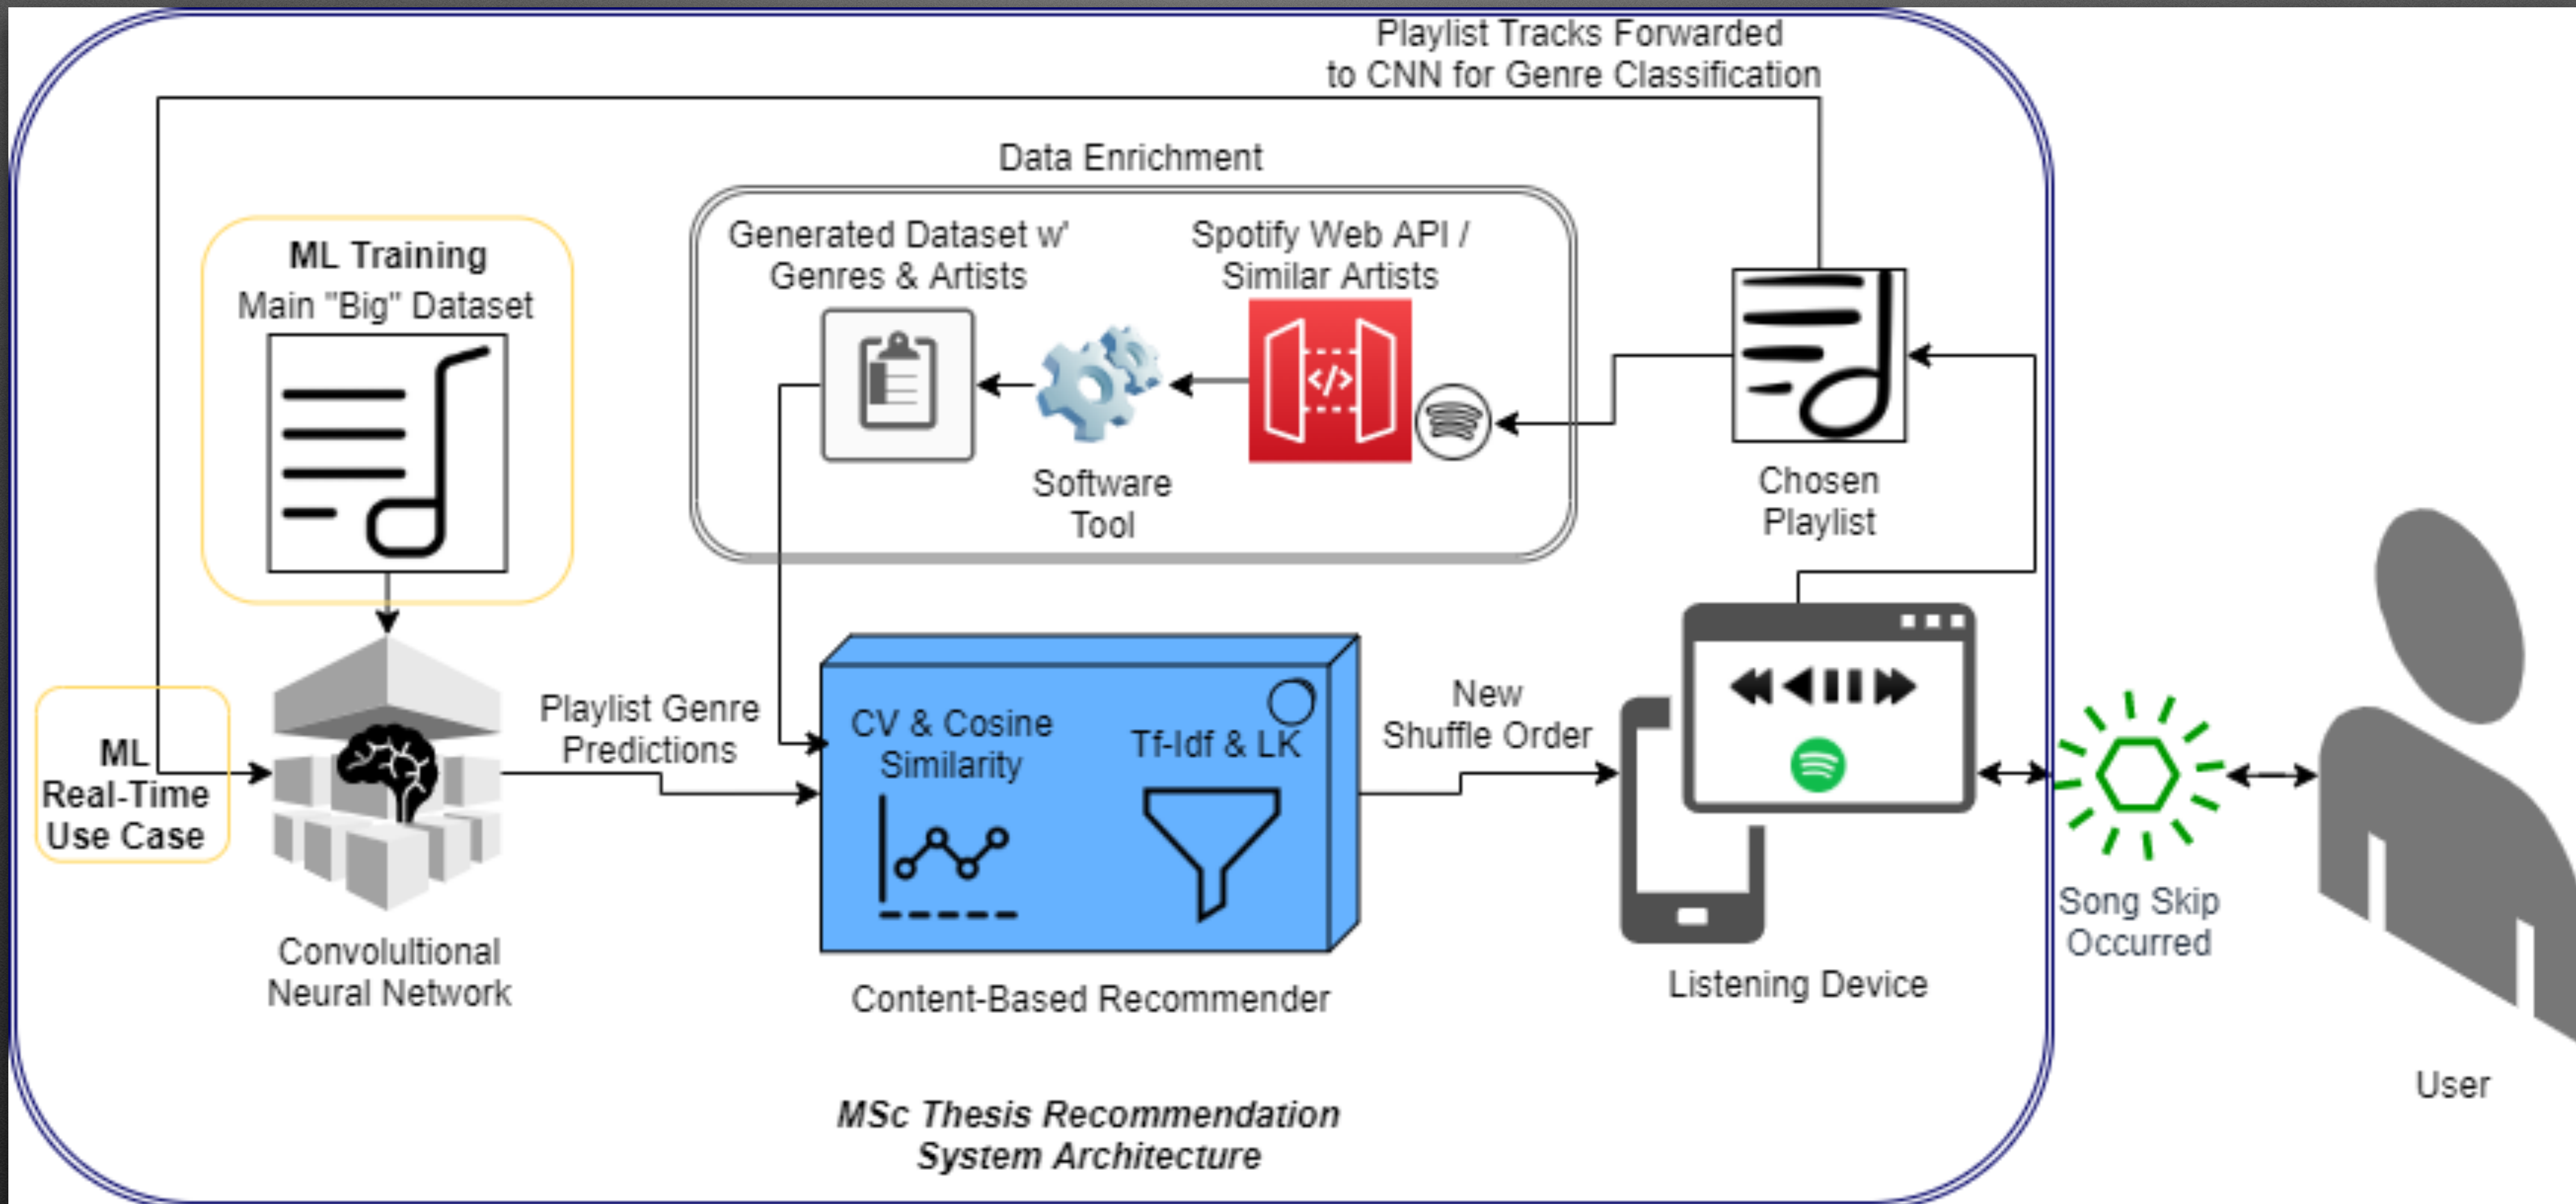 Playlist Tracks Forwarded
to CNN for Genre Classification
Data Enrichment
Generated Dataset w'
Genres & Artists
Spotify Web API /
Similar Artists
ML Training
Main "Big" Dataset
</>
Software
Tool
Chosen
Playlist
ML
Real-Time
Use Case
Playlist Genre
Predictions
CV & Cosine
Similarity
Tf-Idf & LK
New
Shuffle Order
Song Skip
Occurred
Convolultional
Neural Network
Content-Based Recommender
Listening Device
User
MSc Thesis Recommendation
System Architecture